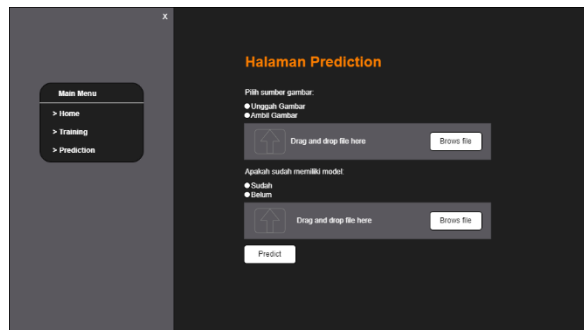 X
Main Menu
> Home
> Training
> Prediction
Halaman Prediction
Pilih sumber gambar:
Unggah Gambar
Ambil Gambar
Drag and drop file here
Brows file
Apakah sudah memiliki model:
Sudah
Belum
Drag and drop file here
Brows file
Predict